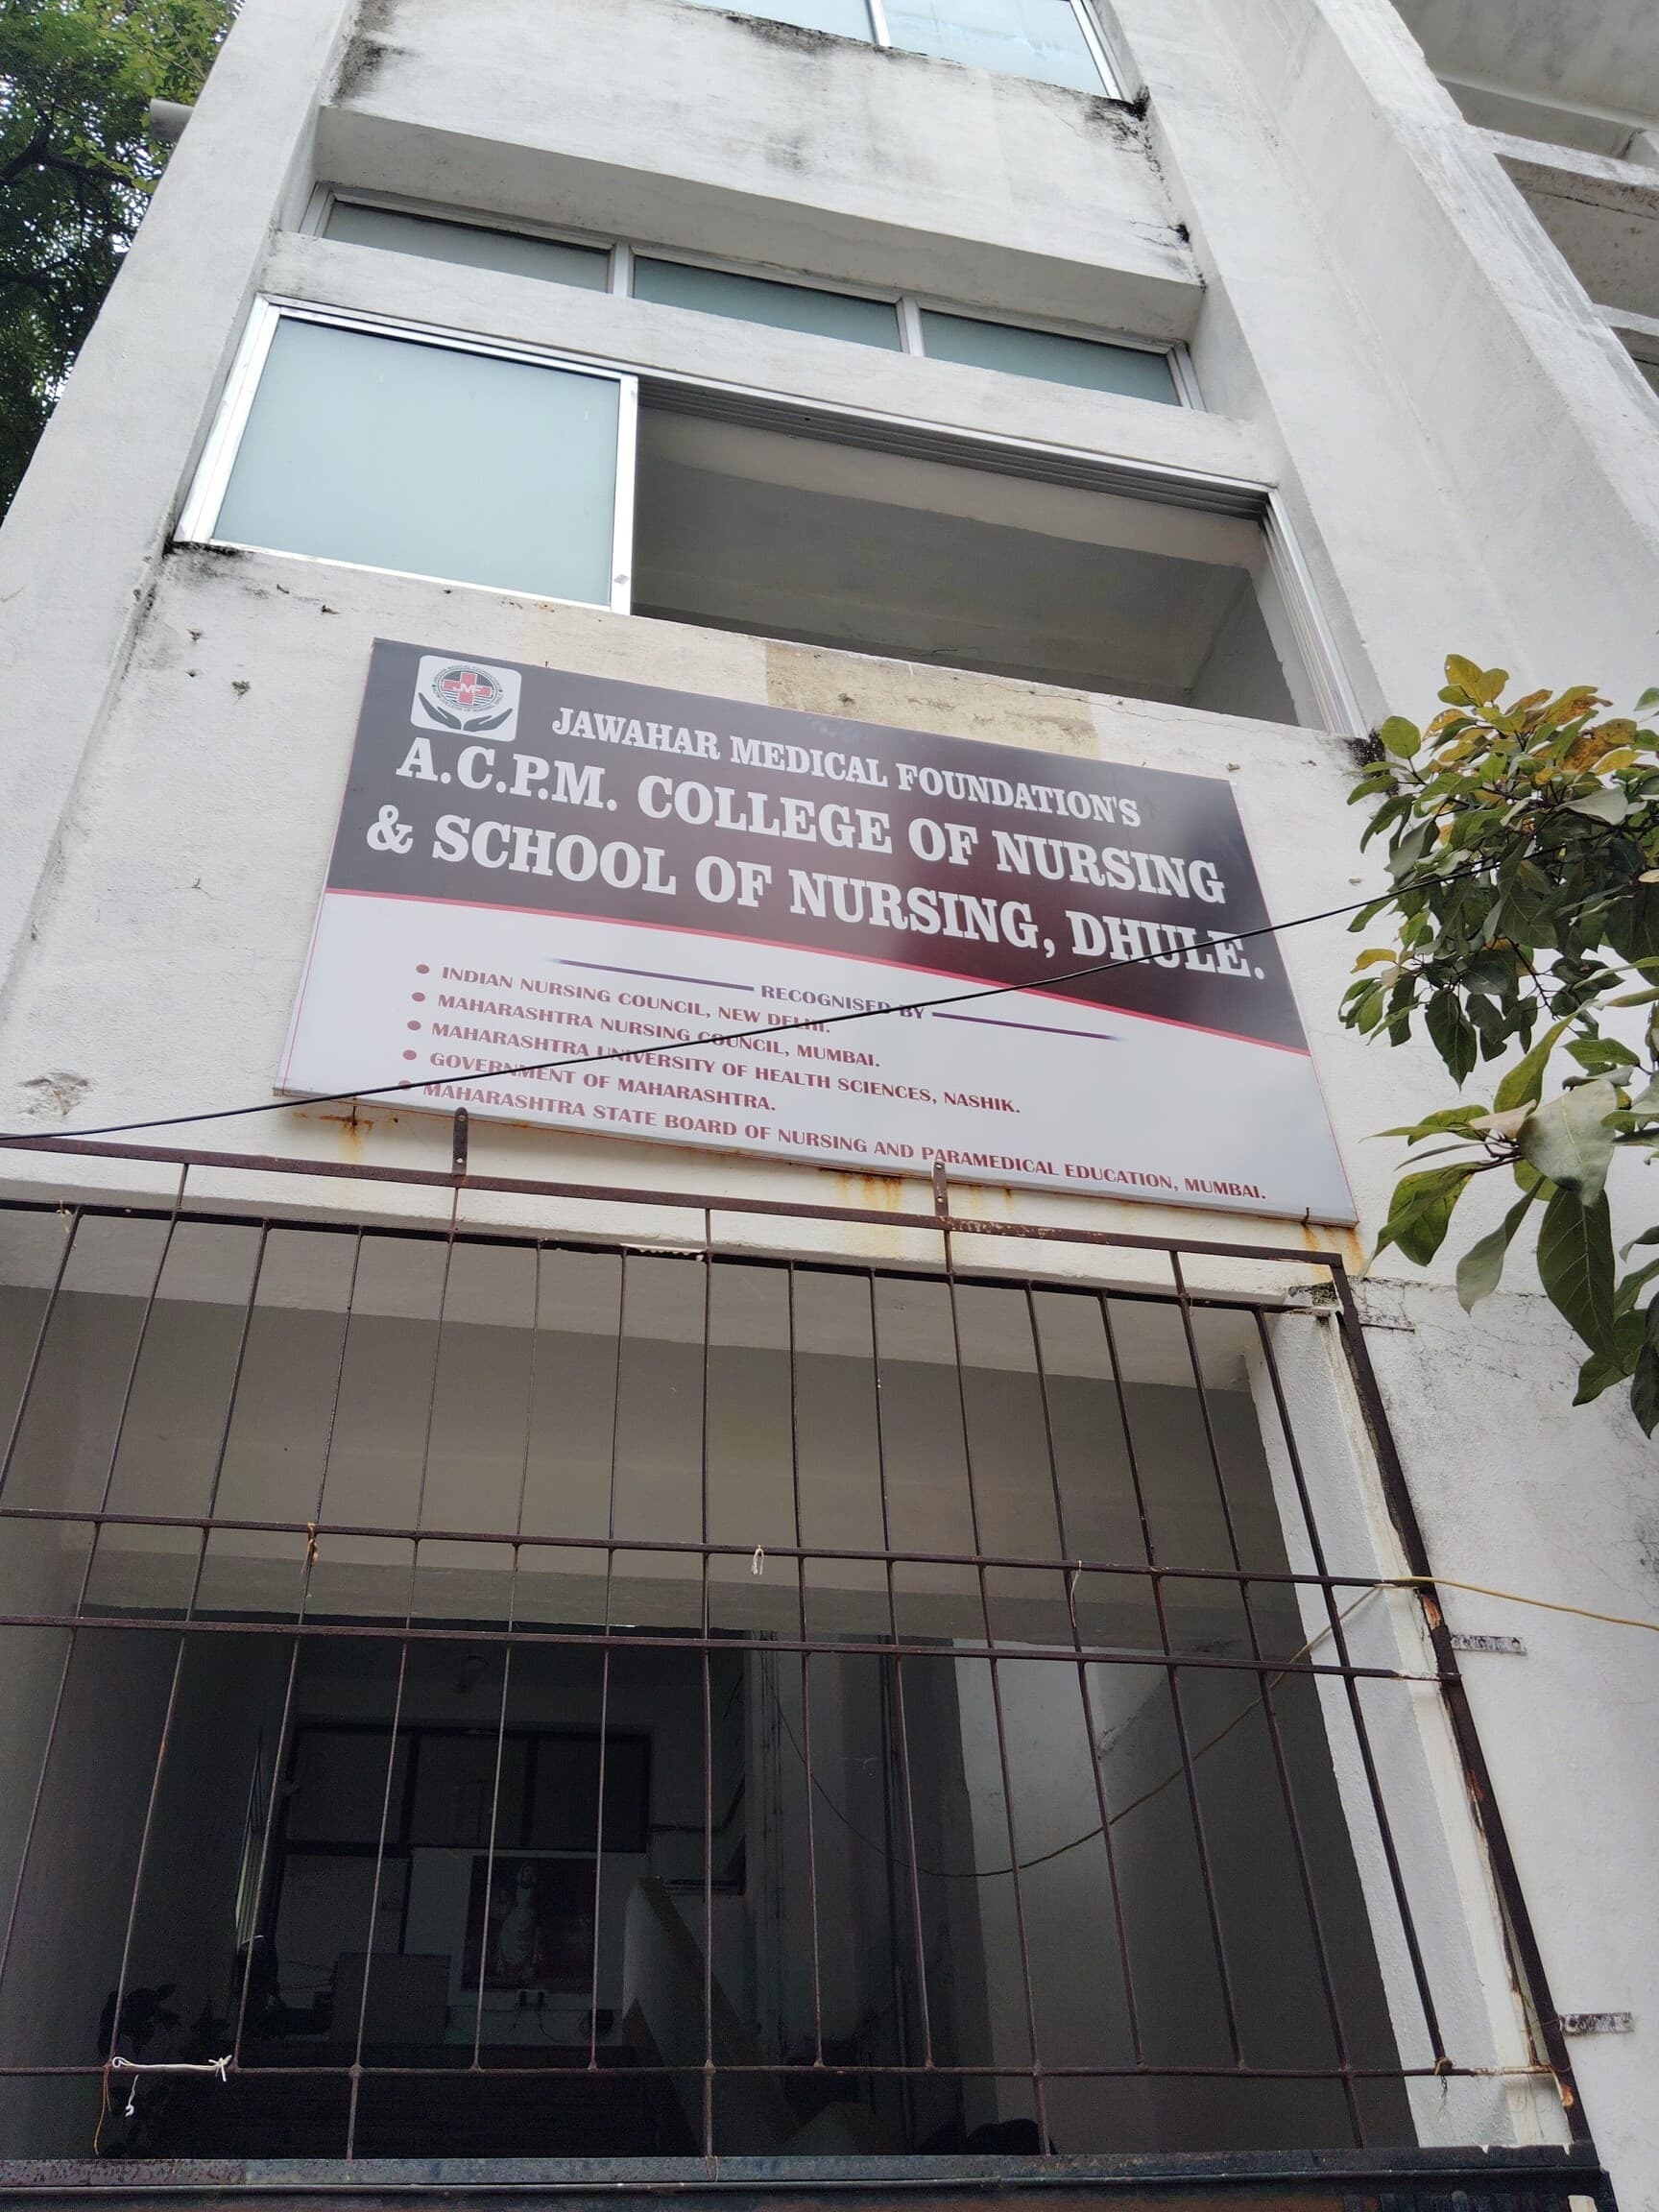 JAWAHAR MEDICAL FOUNDATION'S
A.C.P.M. COLLEGE OF NURSING
& SCHOOL OF NURSING, DHULE.
RECOGNISED BY
• INDIAN NURSING COUNCIL, NEW DELHI.
• MAHARASHTRA NURSING COUNCIL, MUMBAI.
• MAHARASHTRA UNIVERSITY OF HEALTH SCIENCES, NASHIK.
• GOVERNMENT OF MAHARASHTRA.
• MAHARASHTRA STATE BOARD OF NURSING AND PARAMEDICAL EDUCATION, MUMBAI.